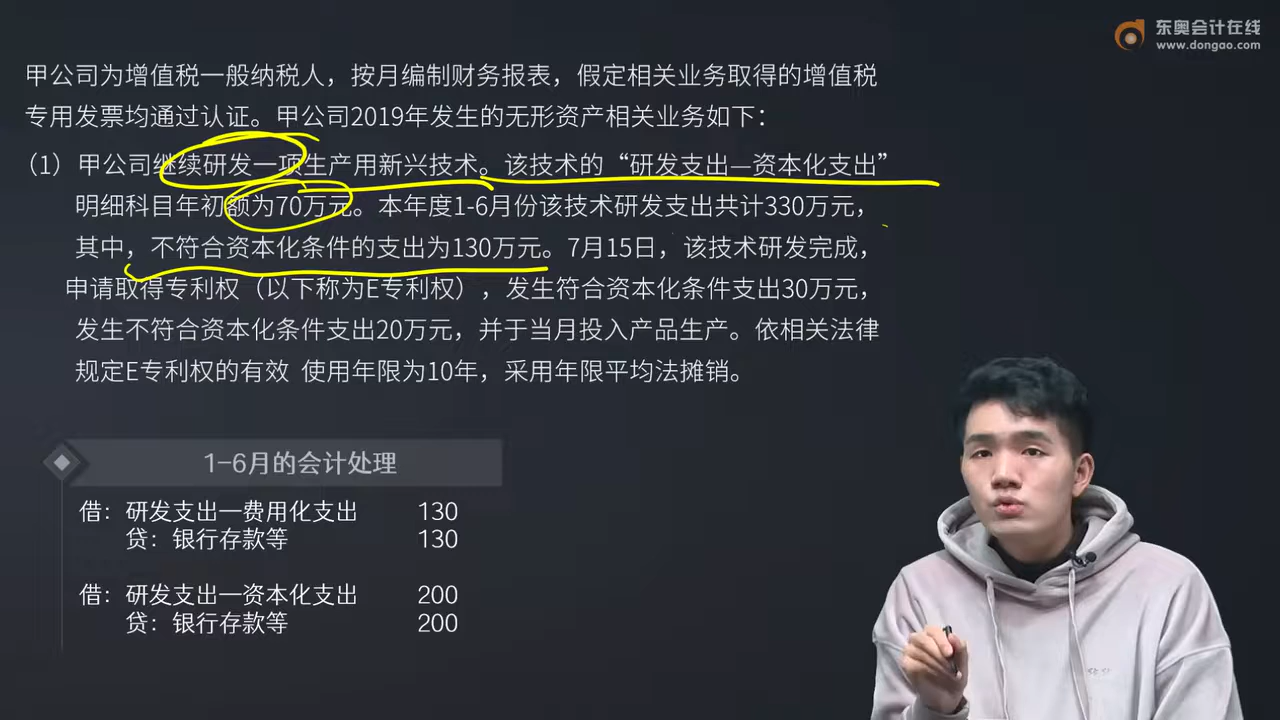 东奥会计在线
www.dongao.com
甲公司为增值税一般纳税人，按月编制财务报表，假定相关业务取得的增值税
专用发票均通过认证。甲公司2019年发生的无形资产相关业务如下：
（1）甲公司继续研发一项生产用新兴技术。该技术的“研发支出—资本化支出”
明细科目年初额为70万元。本年度1-6月份该技术研发支出共计330万元，
其中，不符合资本化条件的支出为130万元。7月15日，该技术研发完成，
申请取得专利权（以下称为E专利权），发生符合资本化条件支出30万元，
发生不符合资本化条件支出20万元，并于当月投入产品生产。依相关法律
规定E专利权的有效 使用年限为10年，采用年限平均法摊销。
1-6月的会计处理
借：研发支出—费用化支出 130
贷：银行存款等 130
借：研发支出—资本化支出 200
贷：银行存款等 200